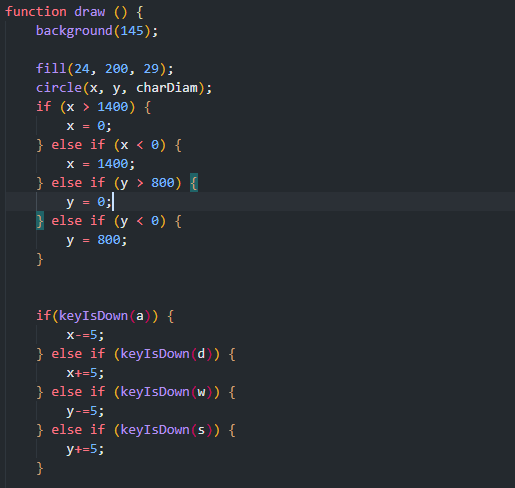 function draw () {
    background(145);

    fill(24, 200, 29);
    circle(x, y, charDiam);
    if (x > 1400) {
        x = 0;
    } else if (x < 0) {
        x = 1400;
    } else if (y > 800) {
        y = 0;
    } else if (y < 0) {
        y = 800;
    }


    if(keyIsDown(a)) {
        x-=5;
    } else if (keyIsDown(d)) {
        x+=5;
    } else if (keyIsDown(w)) {
        y-=5;
    } else if (keyIsDown(s)) {
        y+=5;
    }